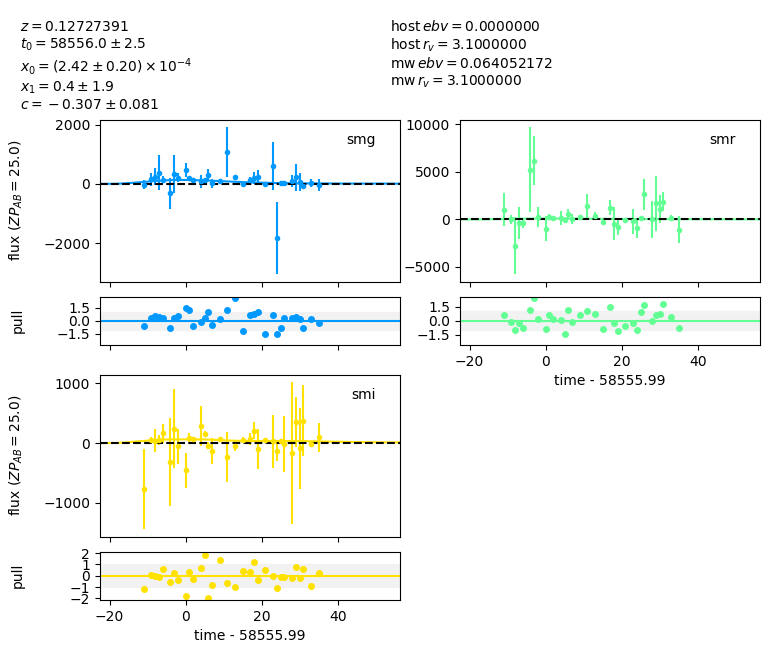 z = 0.12727391
t₀ = 58556.0 ± 2.5
x₀ = (2.42 ± 0.20) × 10⁻⁴
x₁ = 0.4 ± 1.9
c = −0.307 ± 0.081
host ebv = 0.0000000
host r_v = 3.1000000
mw ebv = 0.064052172
mw r_v = 3.1000000
smg
flux (ZP_AB = 25.0)
2000
0
−2000
pull
1.5
0.0
−1.5
smr
10000
5000
0
−5000
1.5
0.0
−1.5
−20 0 20 40
time - 58555.99
smi
flux (ZP_AB = 25.0)
1000
0
−1000
pull
2
1
0
−1
−2
−20 0 20 40
time - 58555.99